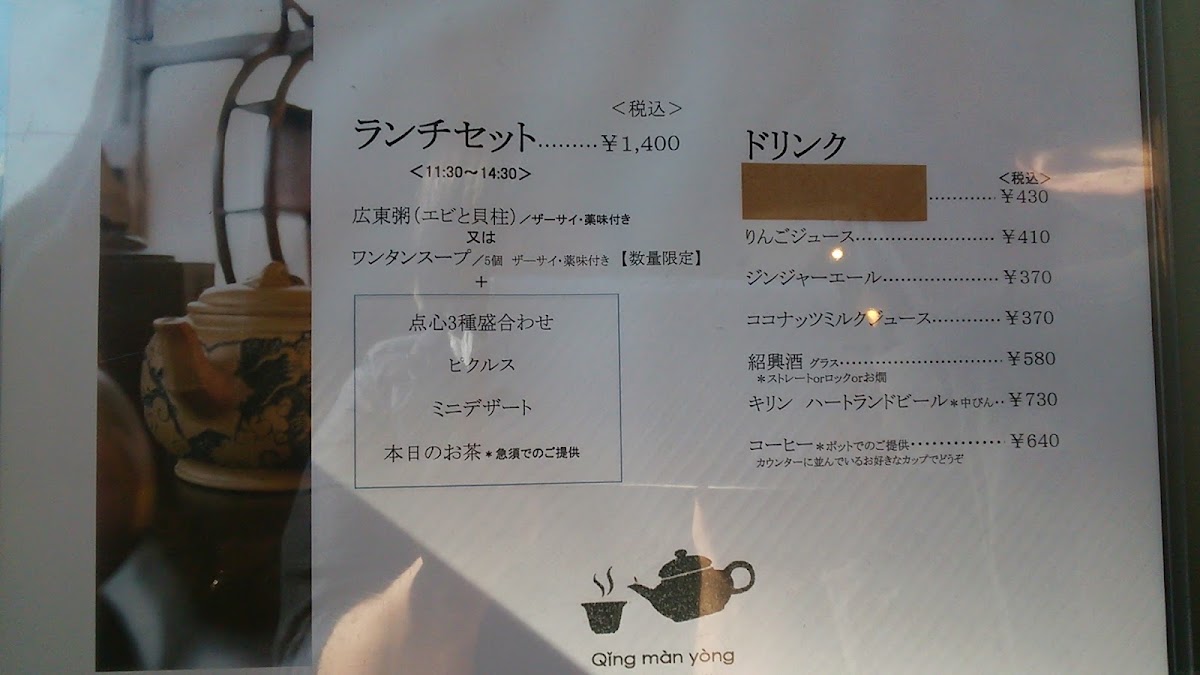 <税込>
ランチセット………¥1,400
<11:30～14:30>
広東粥(エビと貝柱)/ザーサイ・薬味付き
又は
ワンタンスープ/5個 ザーサイ・薬味付き【数量限定】
+
点心3種盛合わせ
ピクルス
ミニデザート
本日のお茶*急須でのご提供
ドリンク
<税込>
…………¥430
りんごジュース……………………¥410
ジンジャーエール…………………¥370
ココナッツミルクジュース…………¥370
紹興酒 グラス………………………¥580
*ストレートorロックorお燗
キリン ハートランドビール*中びん‥¥730
コーヒー*ポットでのご提供……………¥640
カウンターに並んでいるお好きなカップでどうぞ
Qǐng màn yòng